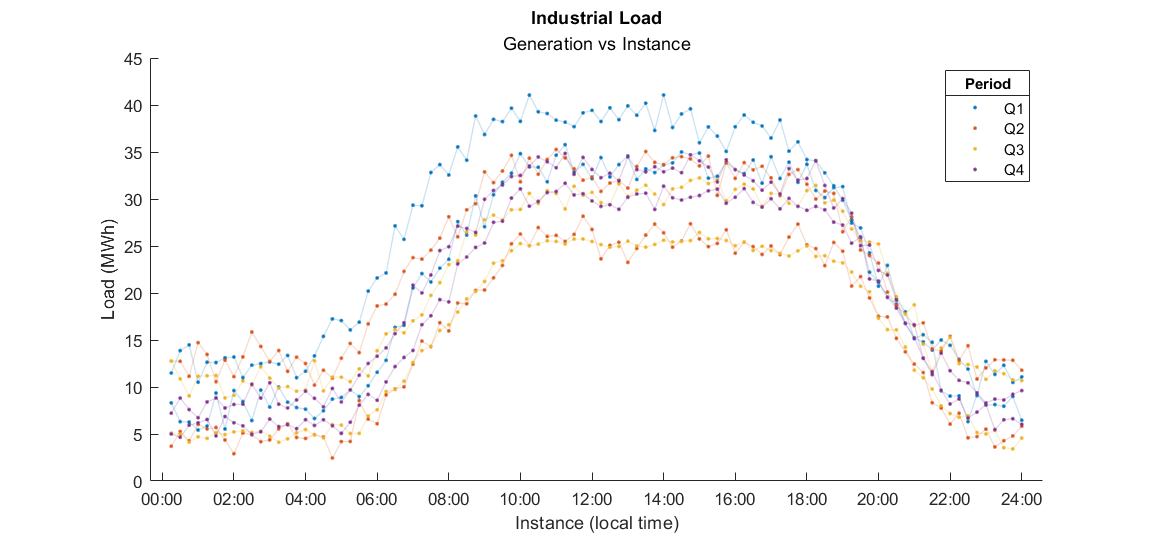 Industrial Load
Generation vs Instance
45
40
35
30
25
20
15
10
5
0
Load (MWh)
00:00 02:00 04:00 06:00 08:00 10:00 12:00 14:00 16:00 18:00 20:00 22:00 24:00
Instance (local time)
Period
Q1
Q2
Q3
Q4